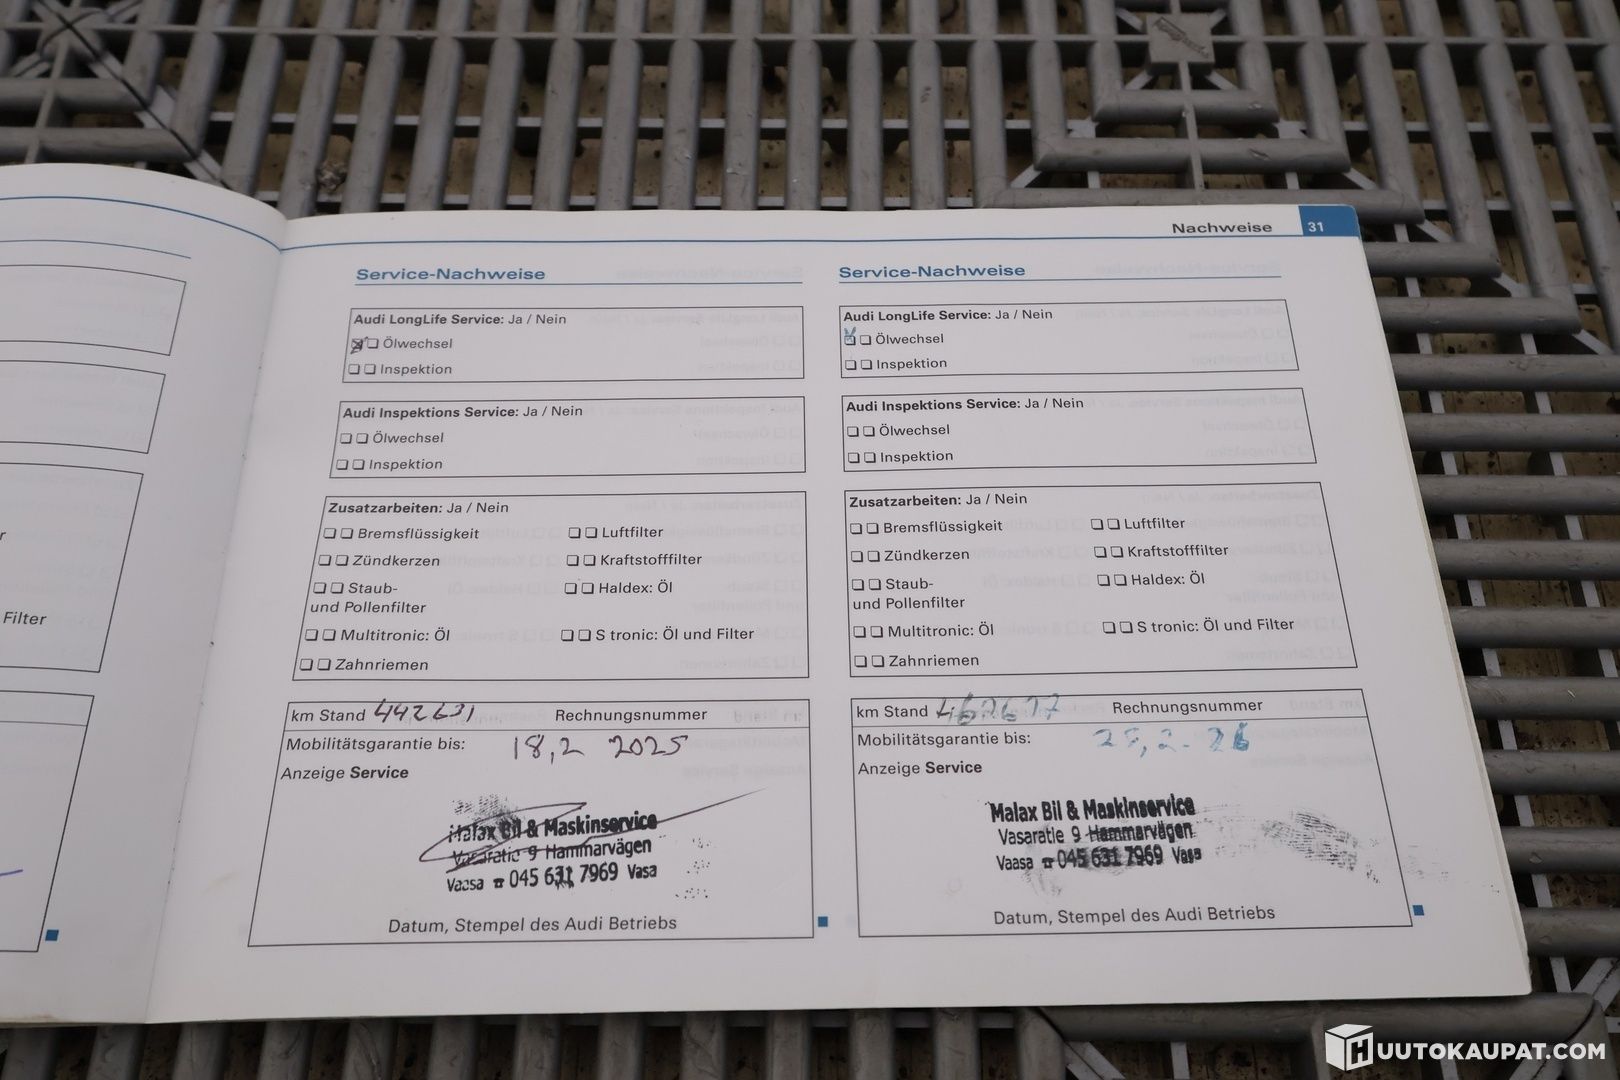 Nachweise 31
Service-Nachweise
Audi LongLife Service: Ja / Nein
Ölwechsel
Inspektion
Audi Inspektions Service: Ja / Nein
Ölwechsel
Inspektion
Zusatzarbeiten: Ja / Nein
Bremsflüssigkeit Luftfilter
Zündkerzen Kraftstofffilter
Staub- Haldex: Öl
und Pollenfilter
Multitronic: Öl S tronic: Öl und Filter
Zahnriemen
km Stand 442631 Rechnungsnummer
Mobilitätsgarantie bis: 18,2 2025
Anzeige Service
Malax Bil & Maskinservice
Vasaratie 9 Hammarvägen
Vaasa ☎ 045 631 7969 Vasa
Datum, Stempel des Audi Betriebs
Service-Nachweise
Audi LongLife Service: Ja / Nein
Ölwechsel
Inspektion
Audi Inspektions Service: Ja / Nein
Ölwechsel
Inspektion
Zusatzarbeiten: Ja / Nein
Bremsflüssigkeit Luftfilter
Zündkerzen Kraftstofffilter
Staub- Haldex: Öl
und Pollenfilter
Multitronic: Öl S tronic: Öl und Filter
Zahnriemen
km Stand Rechnungsnummer
Mobilitätsgarantie bis:
Anzeige Service
Malax Bil & Maskinservice
Vasaratie 9 Hammarvägen
Vaasa ☎ 045 631 7969 Vasa
Datum, Stempel des Audi Betriebs
r
Filter
HUUTOKAUPAT.COM